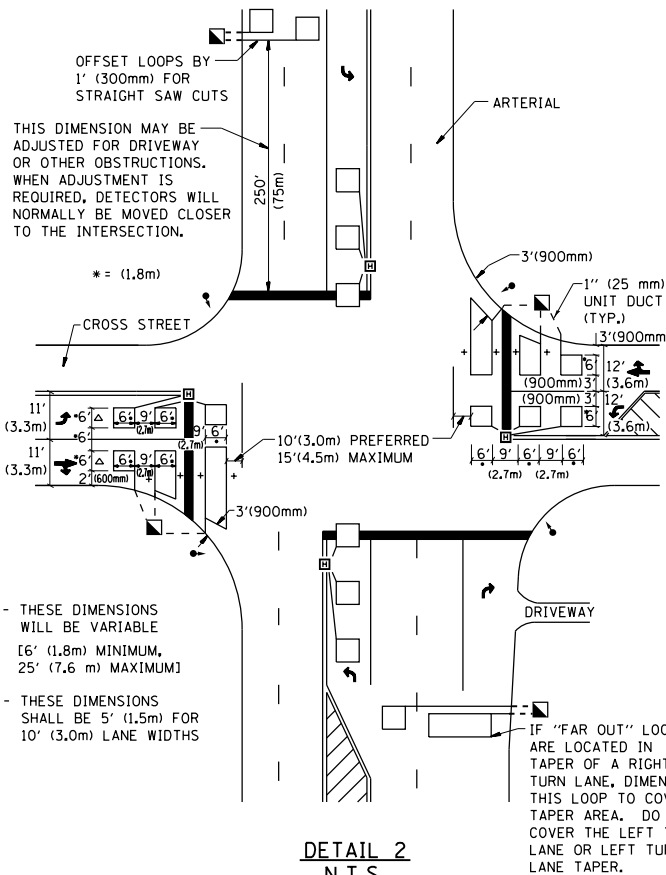 OFFSET LOOPS BY
1' (300mm) FOR
STRAIGHT SAW CUTS
THIS DIMENSION MAY BE
ADJUSTED FOR DRIVEWAY
OR OTHER OBSTRUCTIONS.
WHEN ADJUSTMENT IS
REQUIRED, DETECTORS WILL
NORMALLY BE MOVED CLOSER
TO THE INTERSECTION.
250'
(75m)
* = (1.8m)
ARTERIAL
3'(900mm)
1'' (25 mm)
UNIT DUCT
(TYP.)
CROSS STREET
H
3'(900mm
6'
12'
(3.6m)
(900mm) 3'
(900mm) 3'
12'
6'
(3.6m)
H
6' 9' 6' 9' 6'
(2.7m) (2.7m)
11'
(3.3m)
*6'
6' 9' 6'
(2.7m)
H
*6'
9' 6'
(2.7m)
11'
(3.3m)
*6'
6' 9' 6'
(2.7m)
2' (600mm)
10'(3.0m) PREFERRED
15'(4.5m) MAXIMUM
3'(900mm)
H
- THESE DIMENSIONS
WILL BE VARIABLE
[6' (1.8m) MINIMUM,
25' (7.6 m) MAXIMUM]
- THESE DIMENSIONS
SHALL BE 5' (1.5m) FOR
10' (3.0m) LANE WIDTHS
DRIVEWAY
IF "FAR OUT" LOO
ARE LOCATED IN
TAPER OF A RIGHT
TURN LANE, DIMEN
THIS LOOP TO COV
TAPER AREA. DO
COVER THE LEFT T
LANE OR LEFT TU
LANE TAPER.
DETAIL 2
N.T.S.